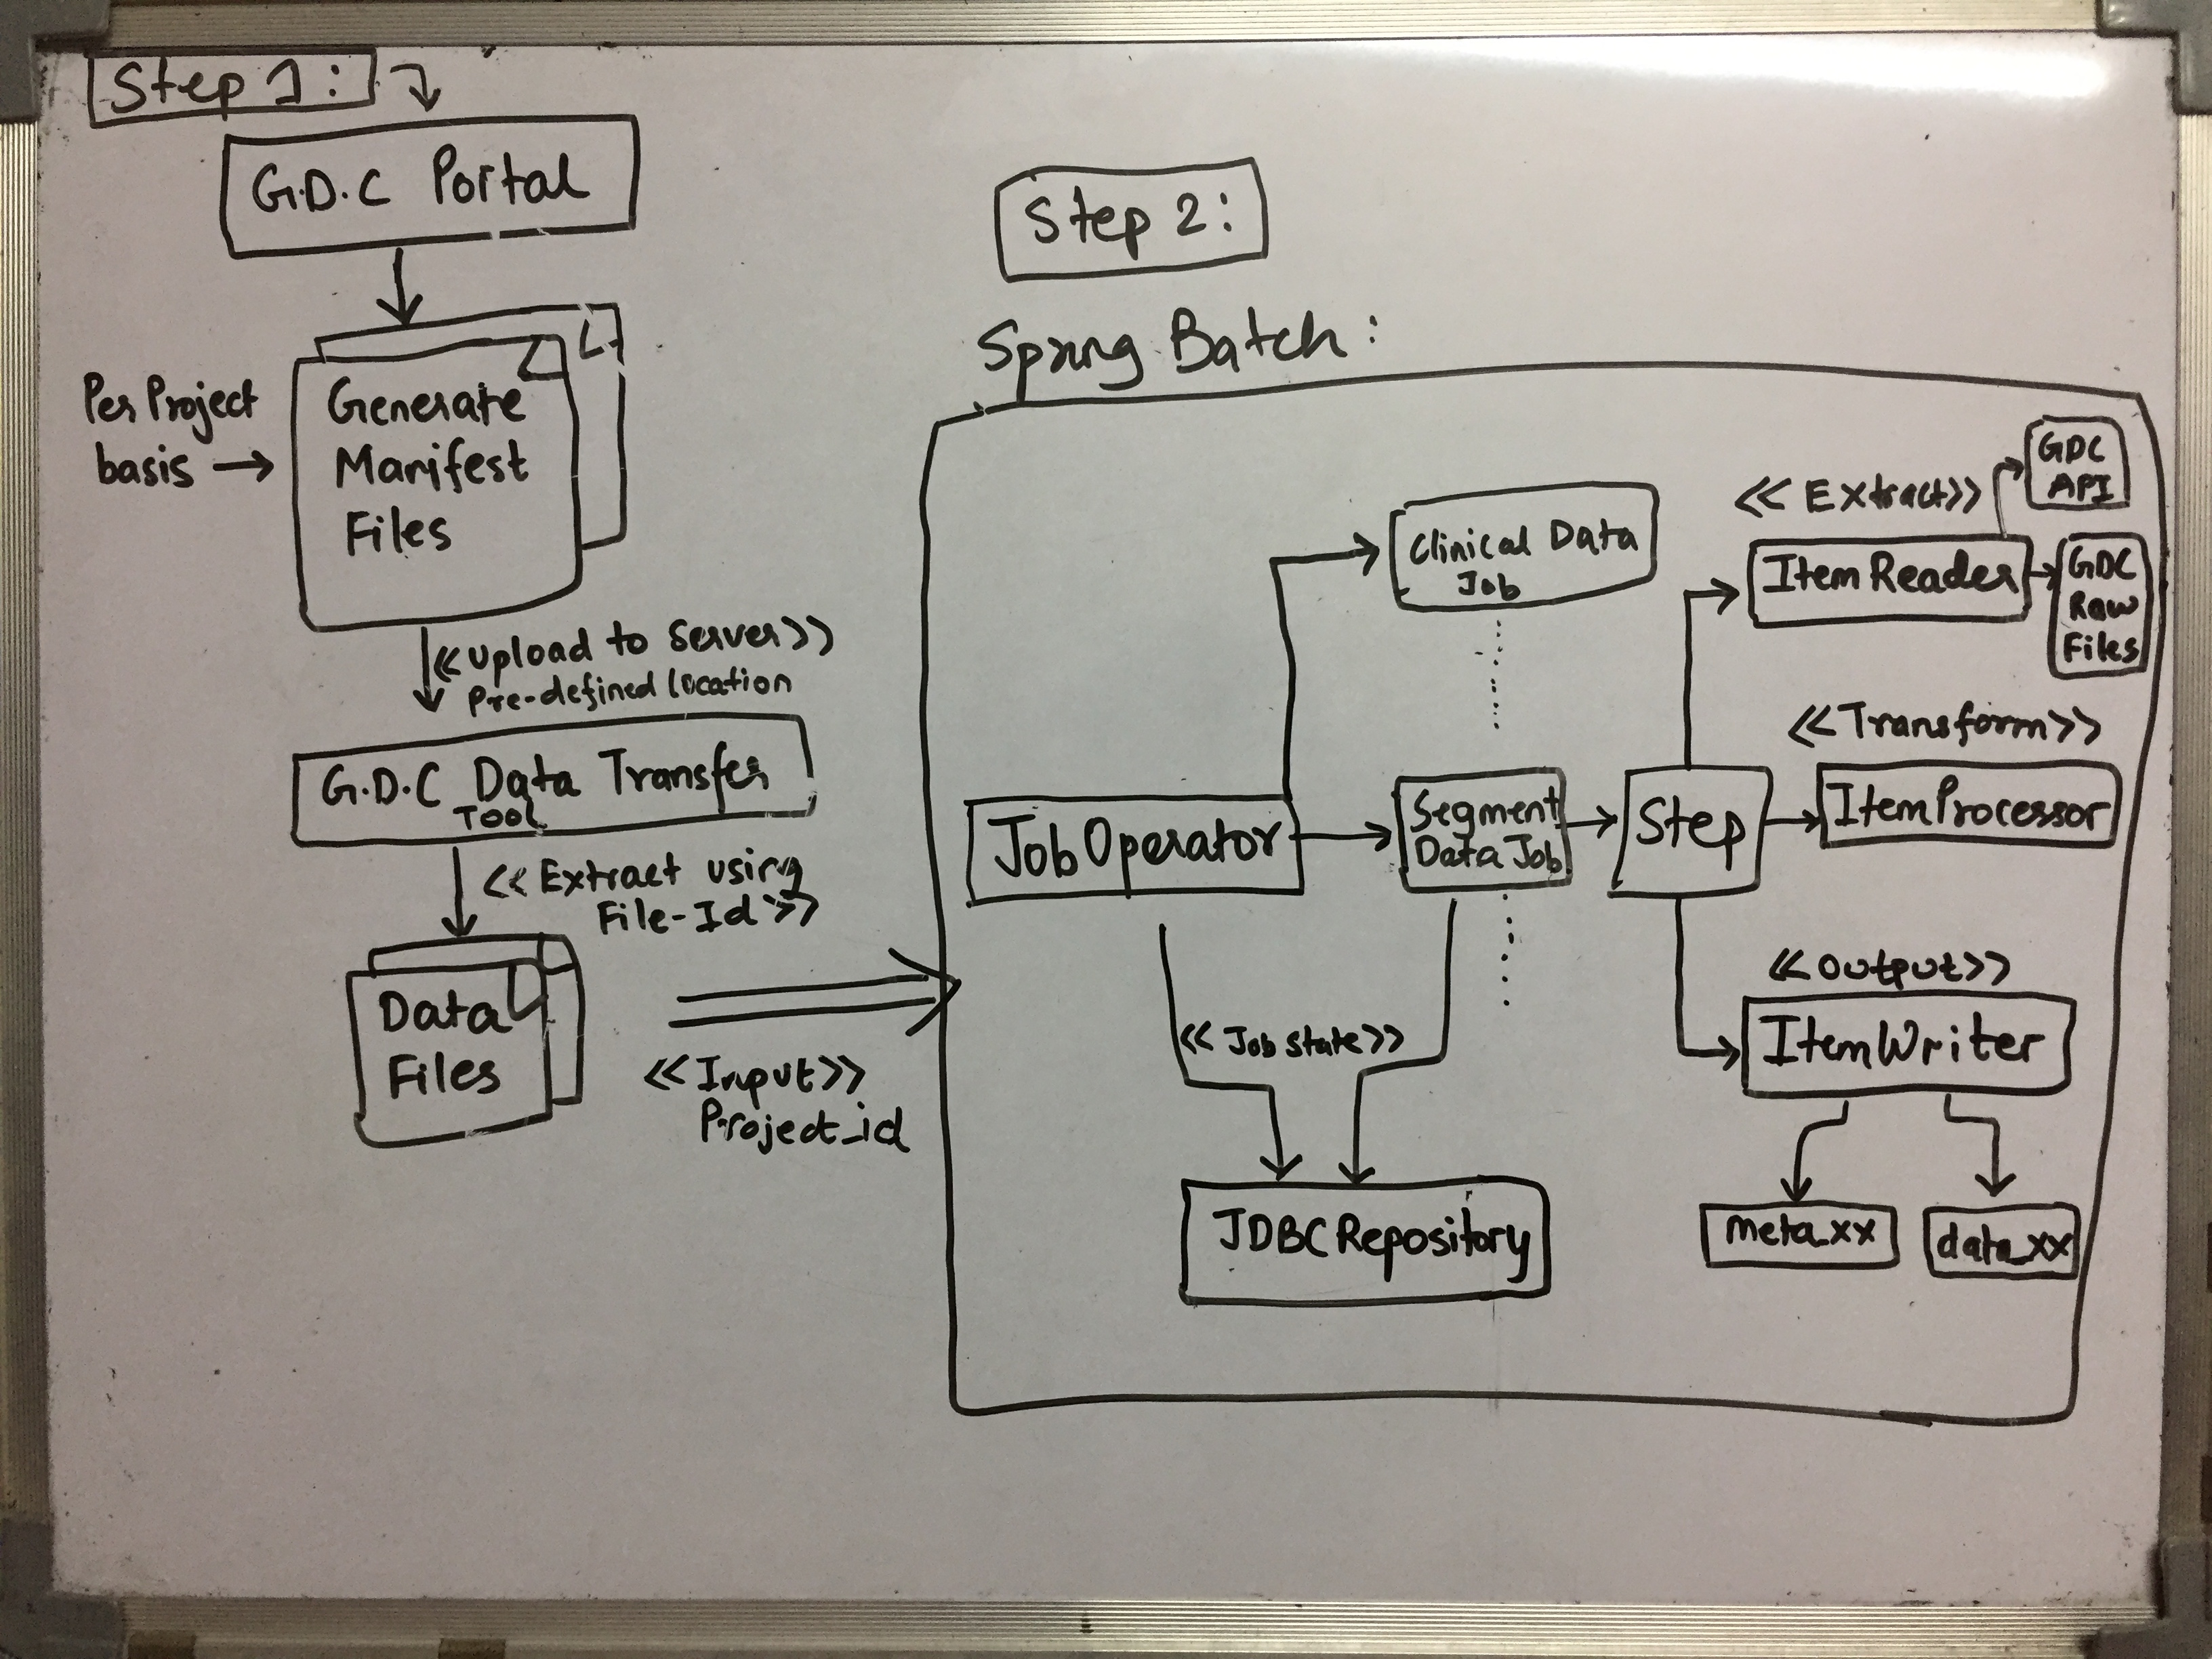 Step 1:
G.D.C Portal
Per Project
basis
Generate
Manifest
Files
<<Upload to Server>>
Pre-defined location
G.D.C Data Transfer
TOOL
<< Extract using
File-Id >>
Data
Files
<< Input >>
Project_id
Step 2:
Spring Batch:
Clinical Data
Job
<< Extract >>
GDC
API
ItemReader
GDC
Raw
Files
<<Transform>>
JobOperator
Segment
Data Job
Step
ItemProcessor
<< Job state >>
<< Output >>
ItemWriter
JDBC Repository
meta_xx
data_xx